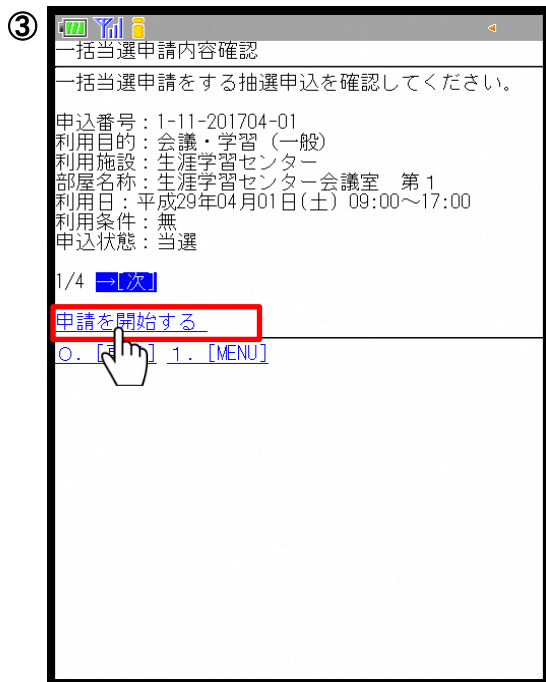 ③
一括当選申請内容確認
一括当選申請をする抽選申込を確認してください。
申込番号：1-11-201704-01
利用目的：会議・学習（一般）
利用施設：生涯学習センター
部屋名称：生涯学習センター会議室　第１
利用日：平成29年04月01日(土) 09:00～17:00
利用条件：無
申込状態：当選
1/4 →[次]
申請を開始する
0. [ ] 1. [MENU]